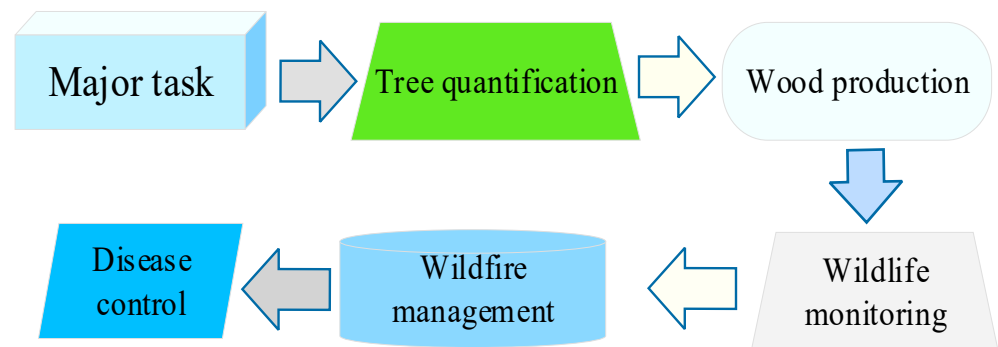 Major task
Tree quantification
Wood production
Wildlife
monitoring
Wildfire
management
Disease
control